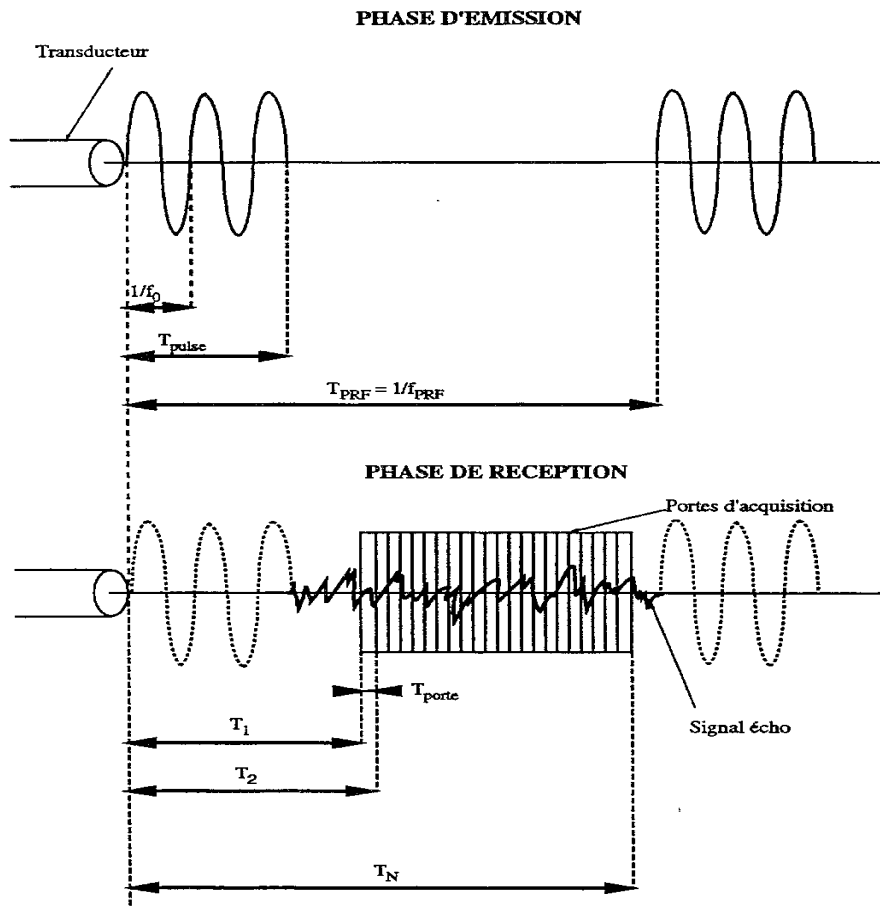 PHASE D'EMISSION
Transducteur
1/f0
Tpulse
TPRF = 1/fPRF
PHASE DE RECEPTION
Portes d'acquisition
Tporte
T1
Signal écho
T2
TN